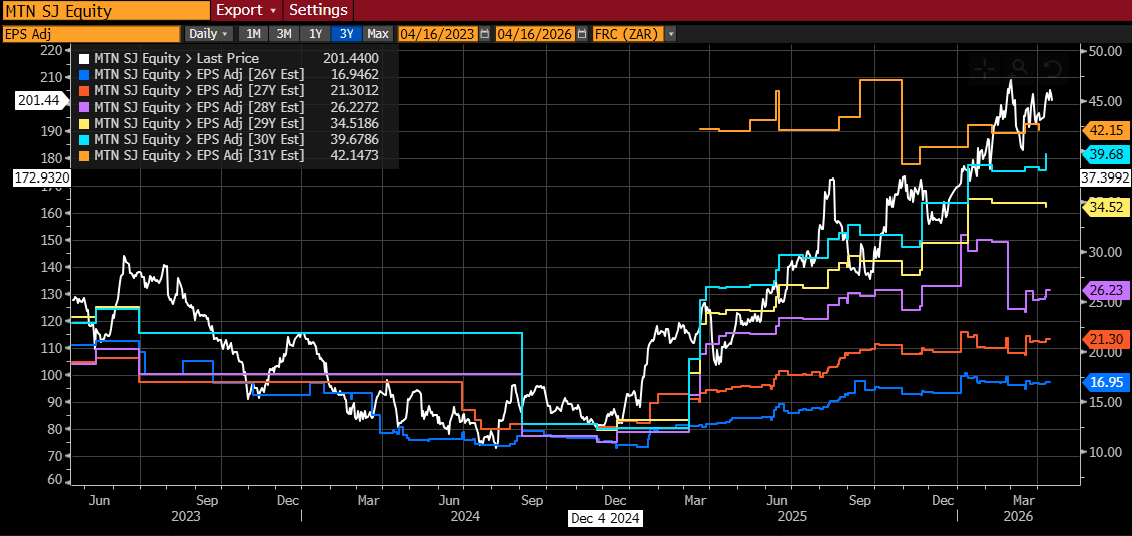 MTN SJ Equity Export Settings
EPS Adj Daily 1M 3M 1Y 3Y Max 04/16/2023 04/16/2026 FRC (ZAR)
MTN SJ Equity > Last Price 201.4400
MTN SJ Equity > EPS Adj [26Y Est] 16.9462
MTN SJ Equity > EPS Adj [27Y Est] 21.3012
MTN SJ Equity > EPS Adj [28Y Est] 26.2272
MTN SJ Equity > EPS Adj [29Y Est] 34.5186
MTN SJ Equity > EPS Adj [30Y Est] 39.6786
MTN SJ Equity > EPS Adj [31Y Est] 42.1473
220
210
201.44
190
180
172.9320
160
150
140
130
120
110
100
90
80
70
60
50.00
45.00
42.15
39.68
37.3992
34.52
30.00
26.23
25.00
21.30
20.00
16.95
15.00
10.00
Jun Sep Dec Mar Jun Sep Dec Mar Jun Sep Dec Mar
2023 2024 Dec 4 2024 2025 2026